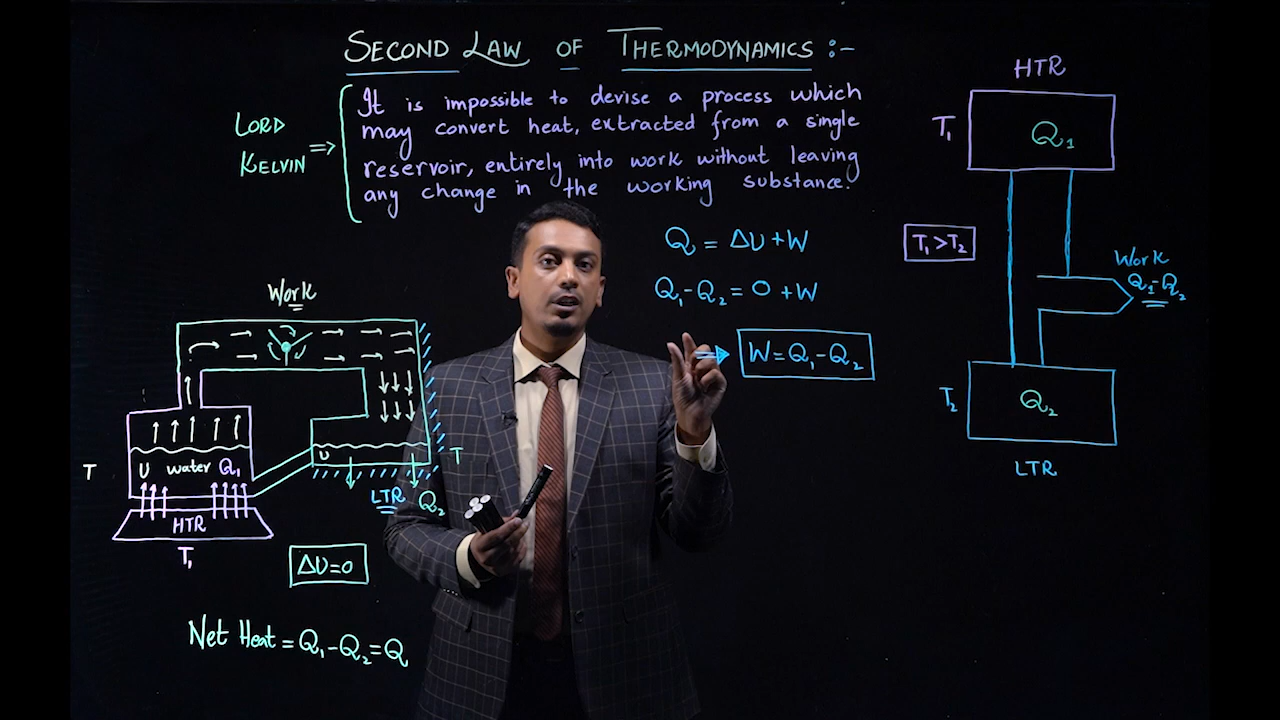 SECOND LAW OF THERMODYNAMICS :-
LORD
KELVIN ⇒
It is impossible to devise a process which
may convert heat, extracted from a single
reservoir, entirely into work without leaving
any change in the working substance.
Q = ΔU + W
Q₁-Q₂ = 0 + W
⇒ W = Q₁-Q₂
Work
U water Q₁
T
HTR
T₁
U
T
LTR Q₂
ΔU=0
Net Heat = Q₁-Q₂ = Q
HTR
T₁ Q₁
T₁>T₂
Work
Q₁-Q₂
T₂ Q₂
LTR